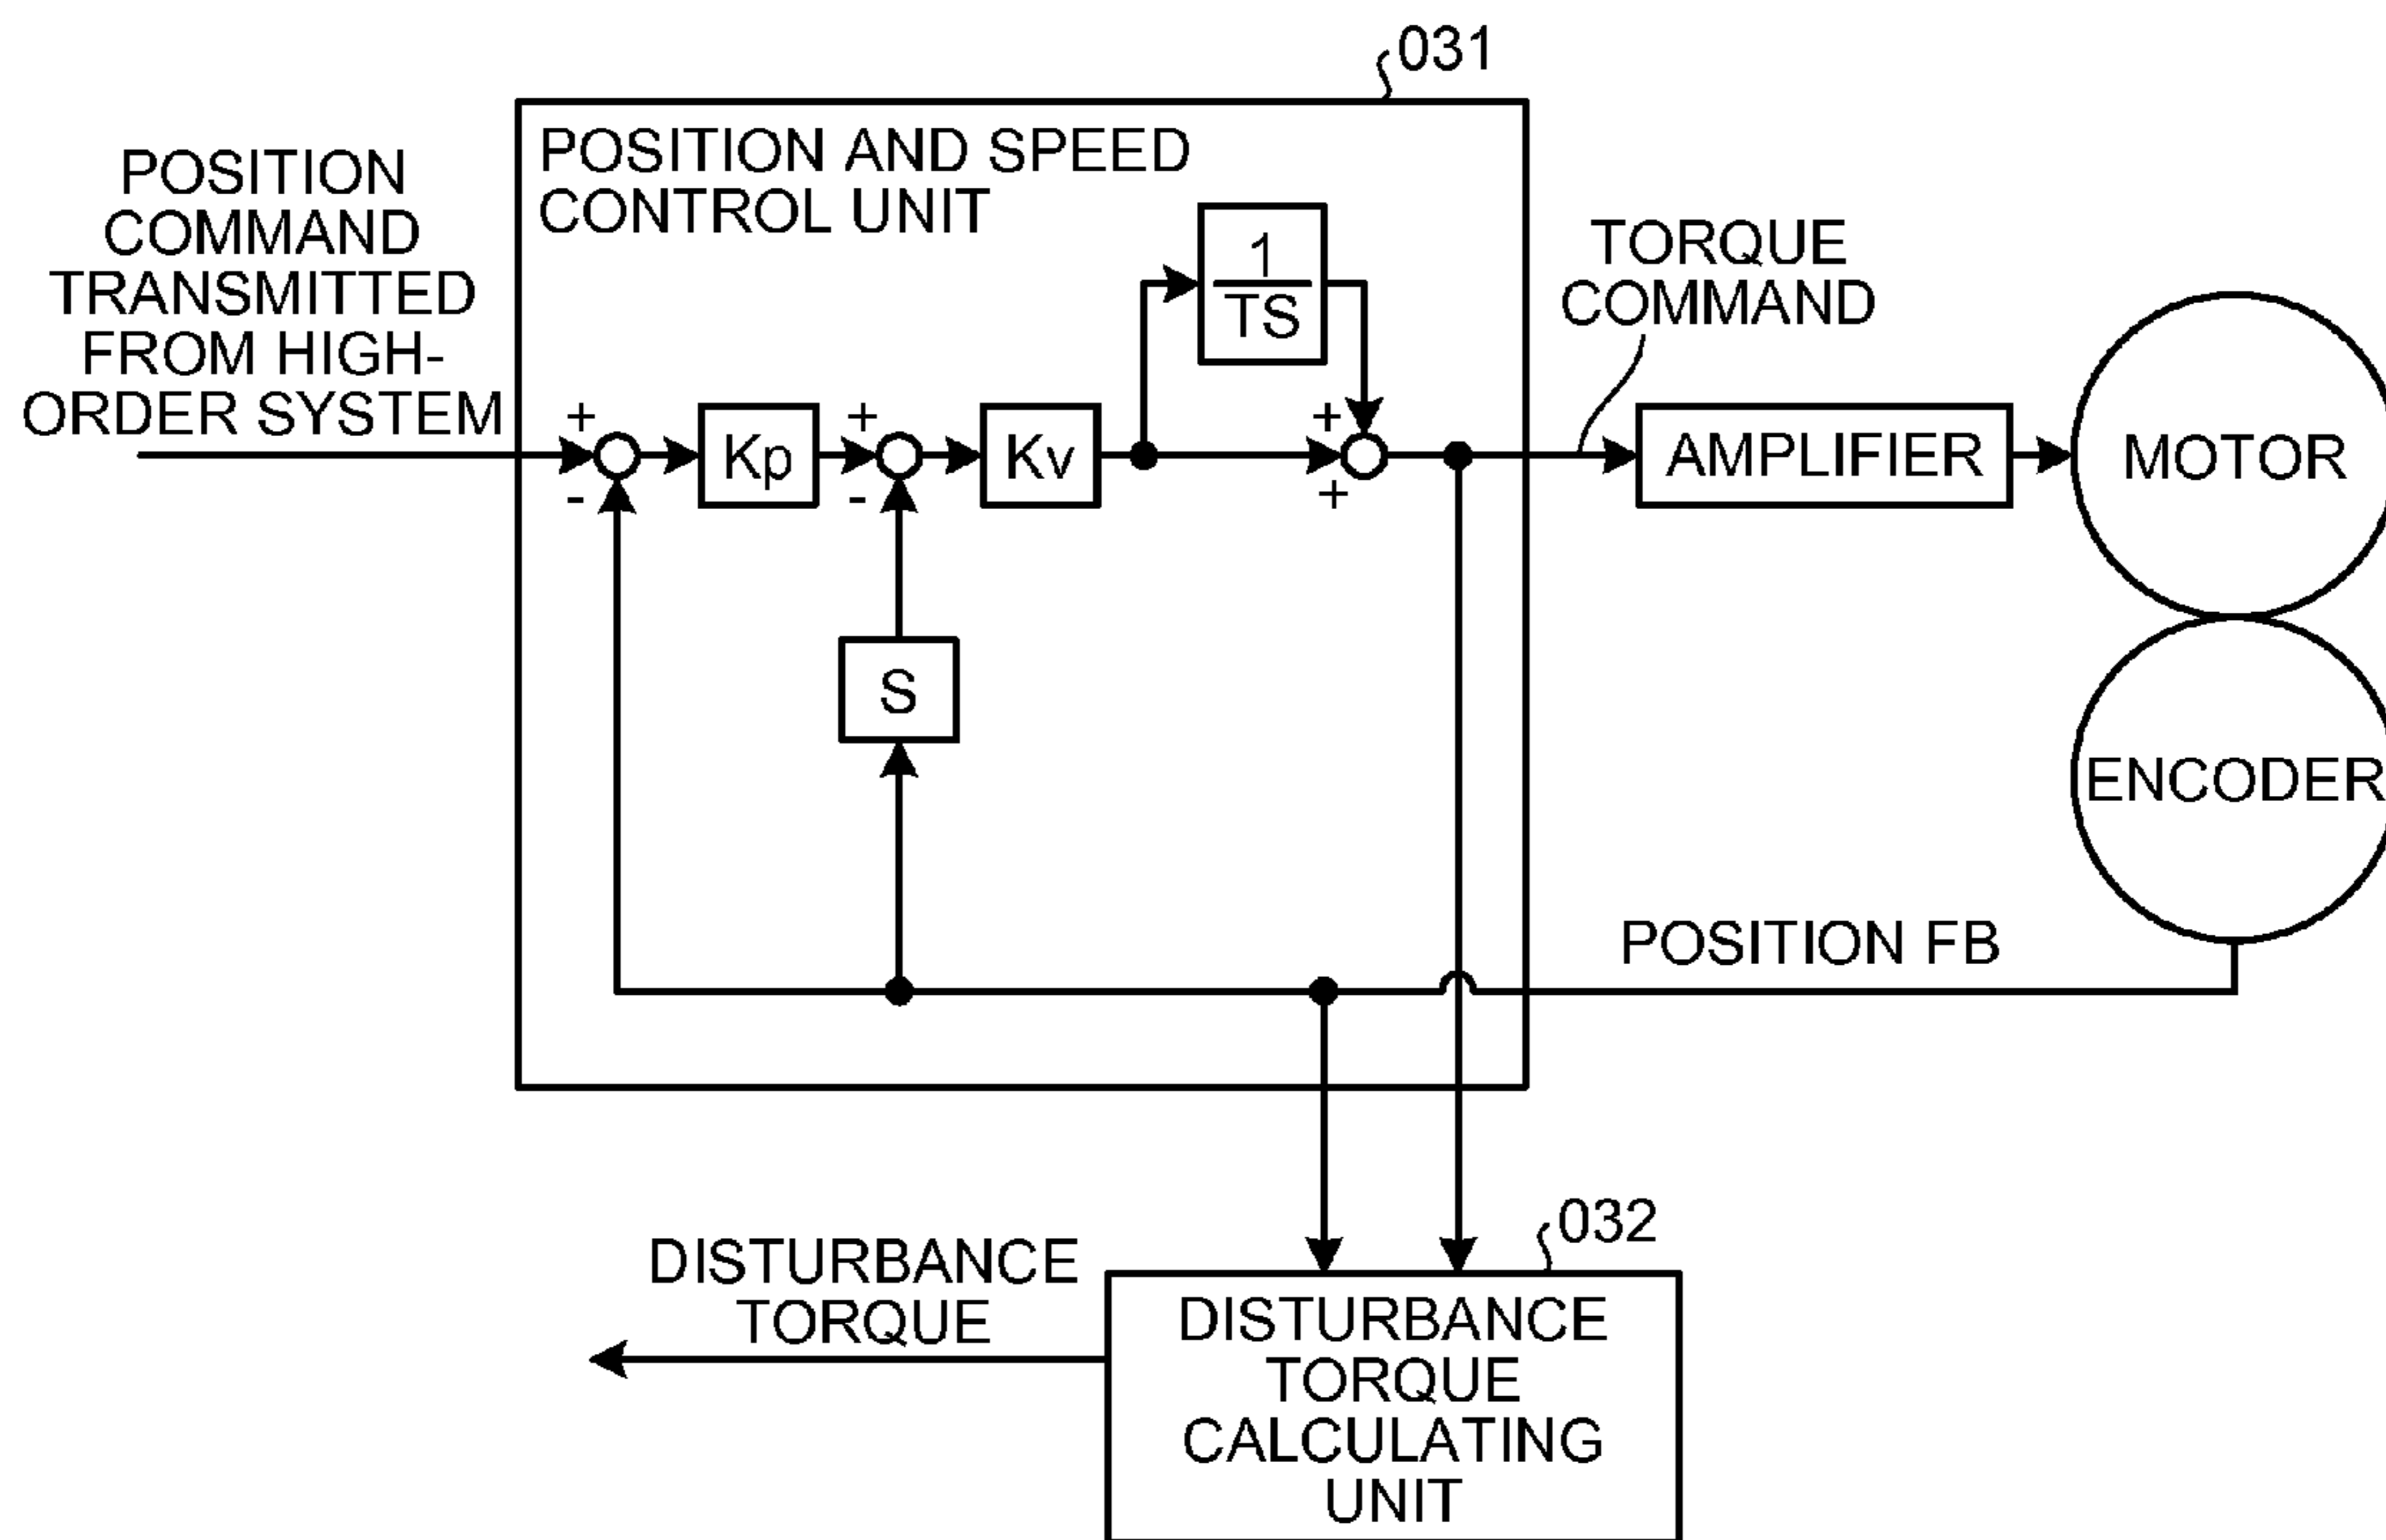 031
POSITION AND SPEED
CONTROL UNIT
POSITION
COMMAND
TRANSMITTED
FROM HIGH-
ORDER SYSTEM
1
TS
TORQUE
COMMAND
+
-
Kp
+
-
Kv
+
+
AMPLIFIER
MOTOR
S
ENCODER
POSITION FB
032
DISTURBANCE
TORQUE
DISTURBANCE
TORQUE
CALCULATING
UNIT